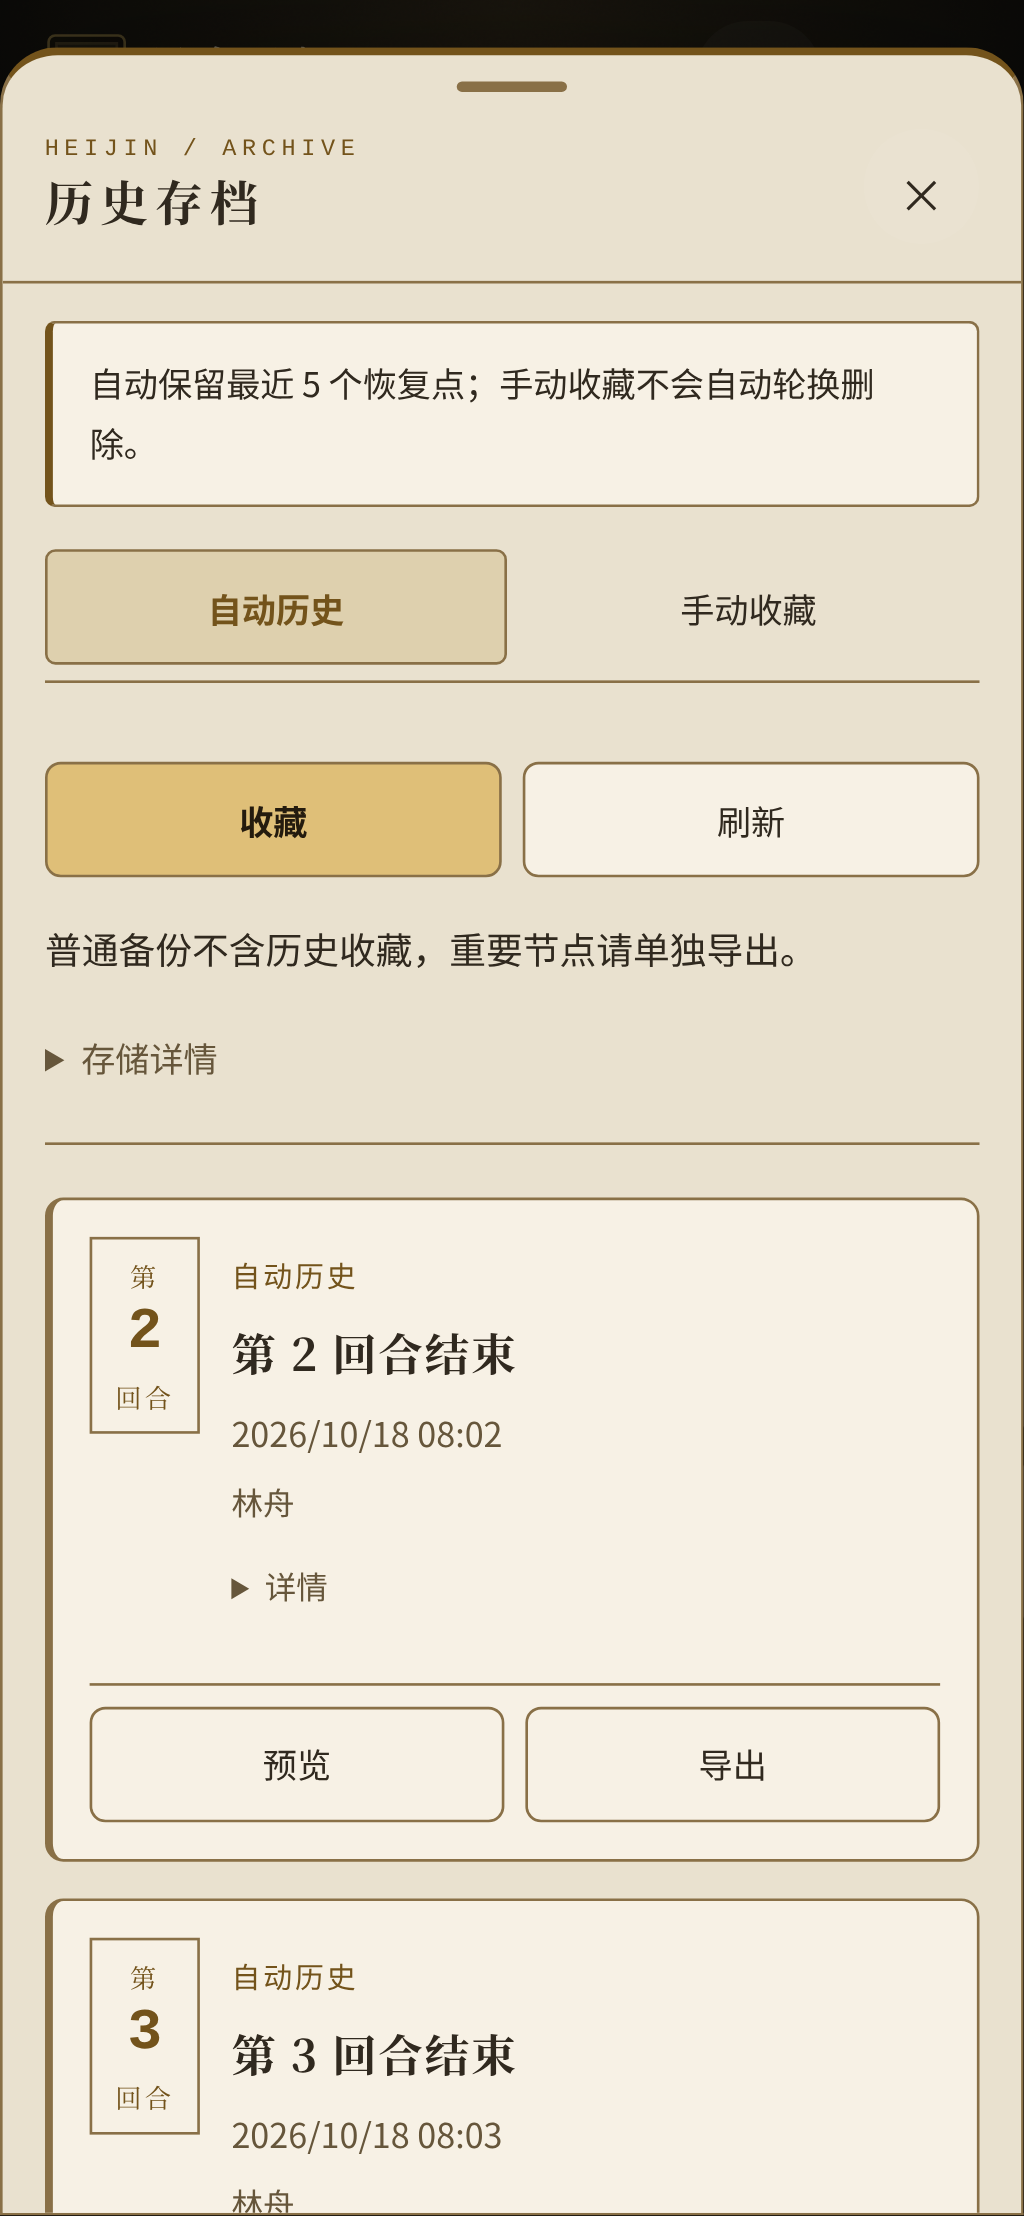 HEIJIN / ARCHIVE
历史存档
自动保留最近 5 个恢复点；手动收藏不会自动轮换删
除。
自动历史
手动收藏
收藏
刷新
普通备份不含历史收藏，重要节点请单独导出。
存储详情
第
2
回合
自动历史
第 2 回合结束
2026/10/18 08:02
林舟
详情
预览
导出
第
3
回合
自动历史
第 3 回合结束
2026/10/18 08:03
林舟